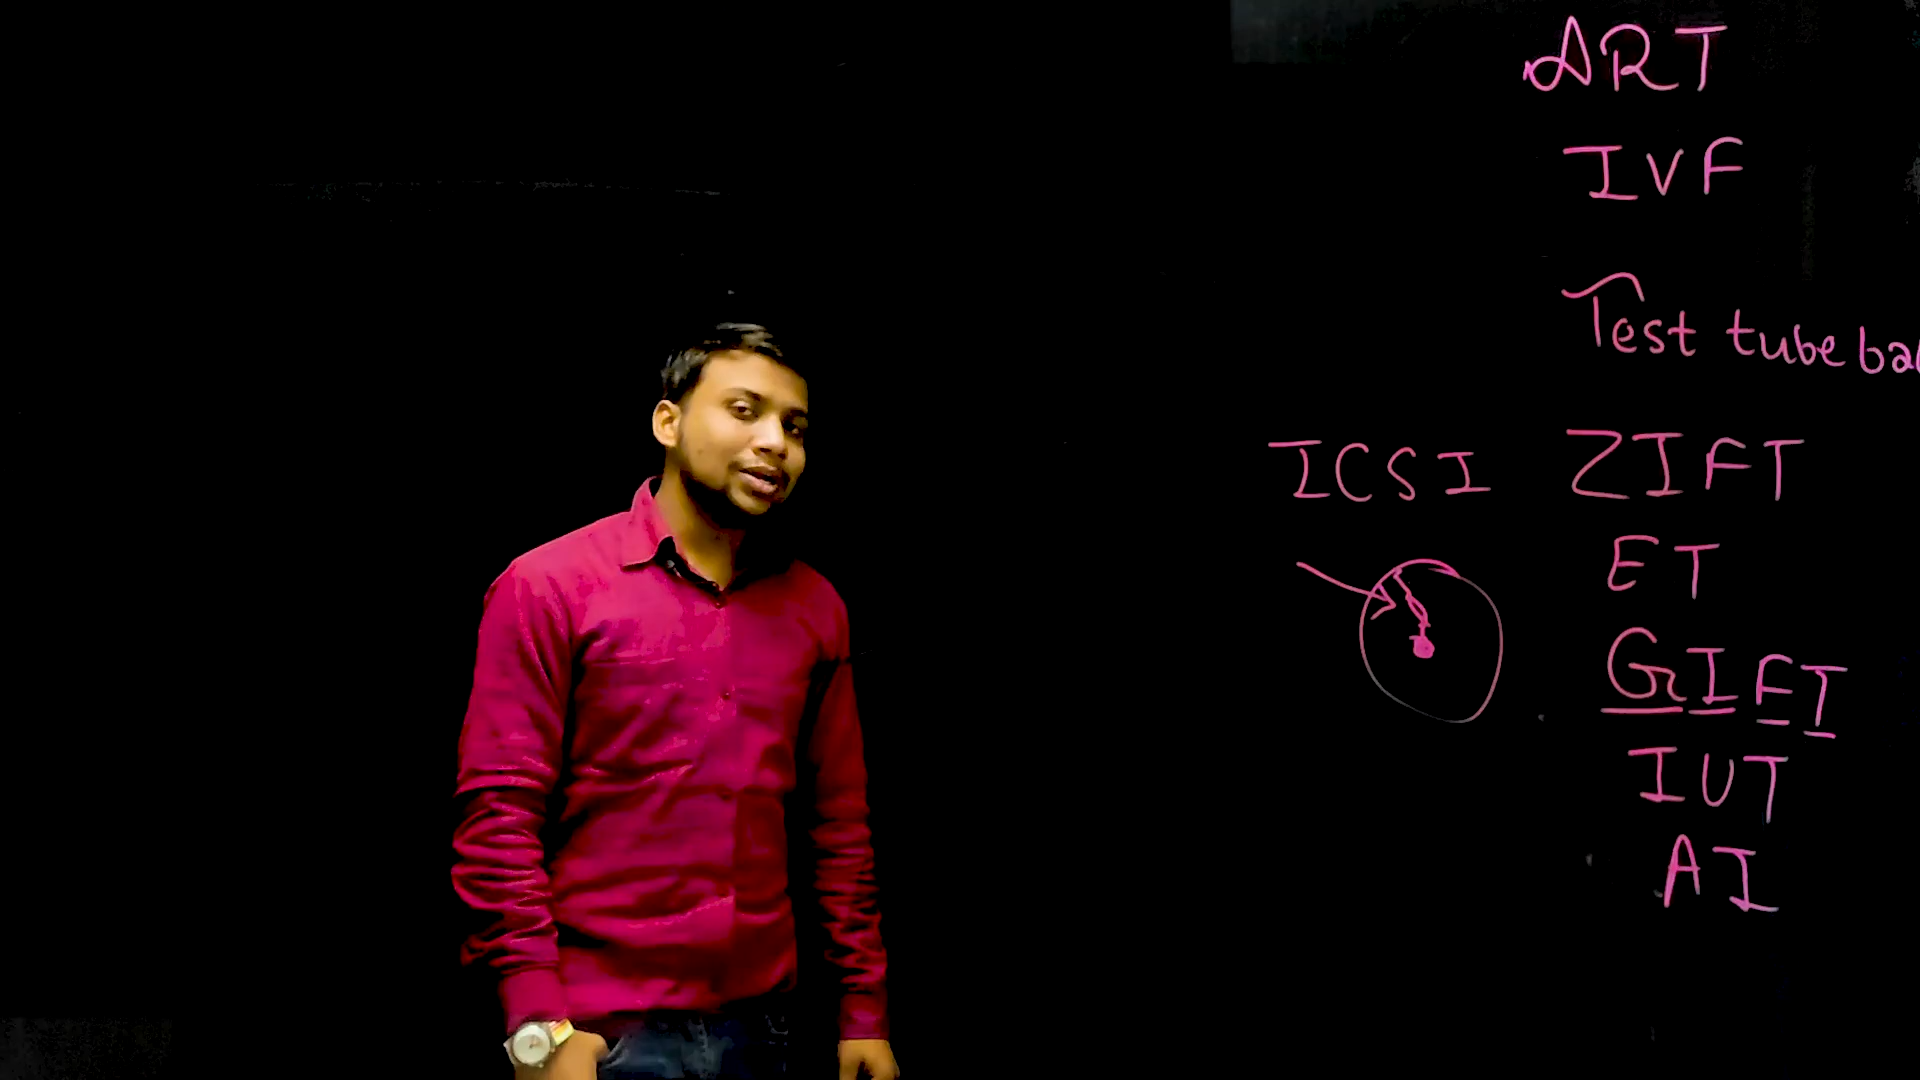 ART
IVF
Test tube
ICSI ZIFT
ET
GIFT
IUT
AI